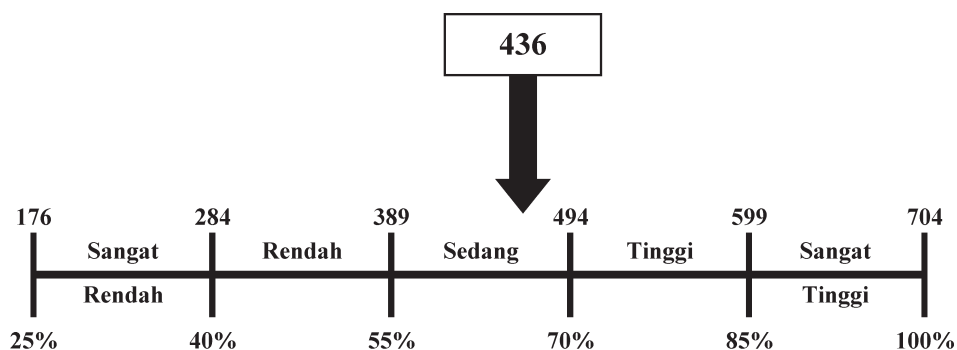 436
176 284 389 494 599 704
Sangat Rendah Sedang Tinggi Sangat
Rendah Tinggi
25% 40% 55% 70% 85% 100%